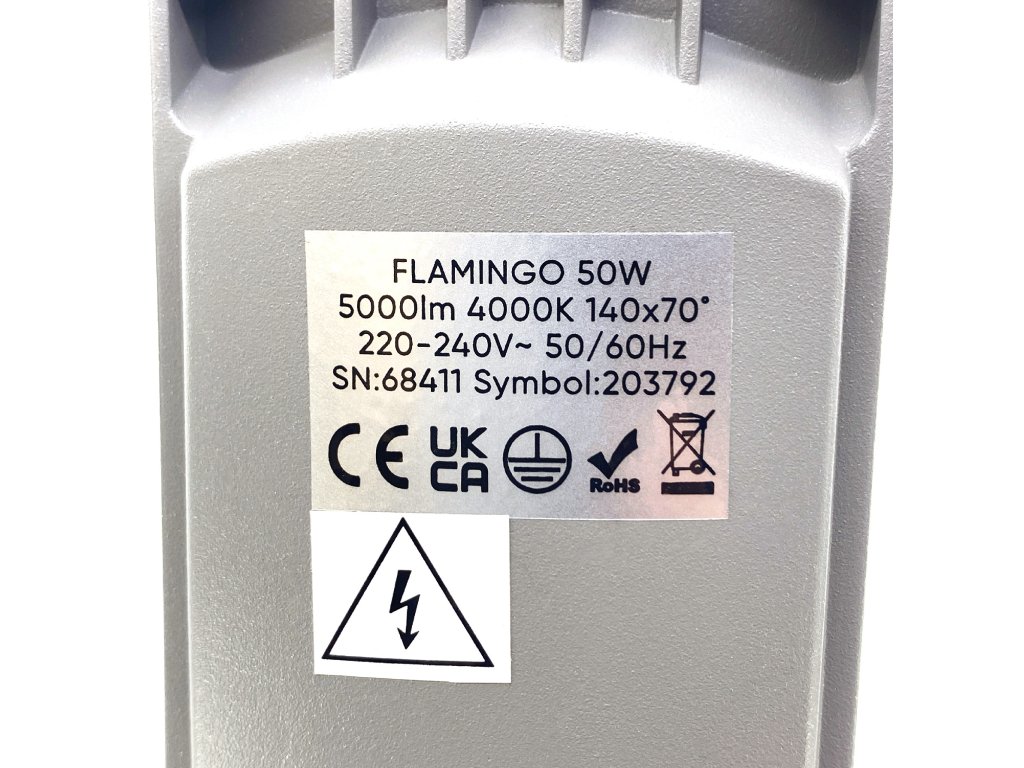 FLAMINGO 50W
5000lm 4000K 140x70°
220-240V~ 50/60Hz
SN:68411 Symbol:203792
CE UK CA RoHS